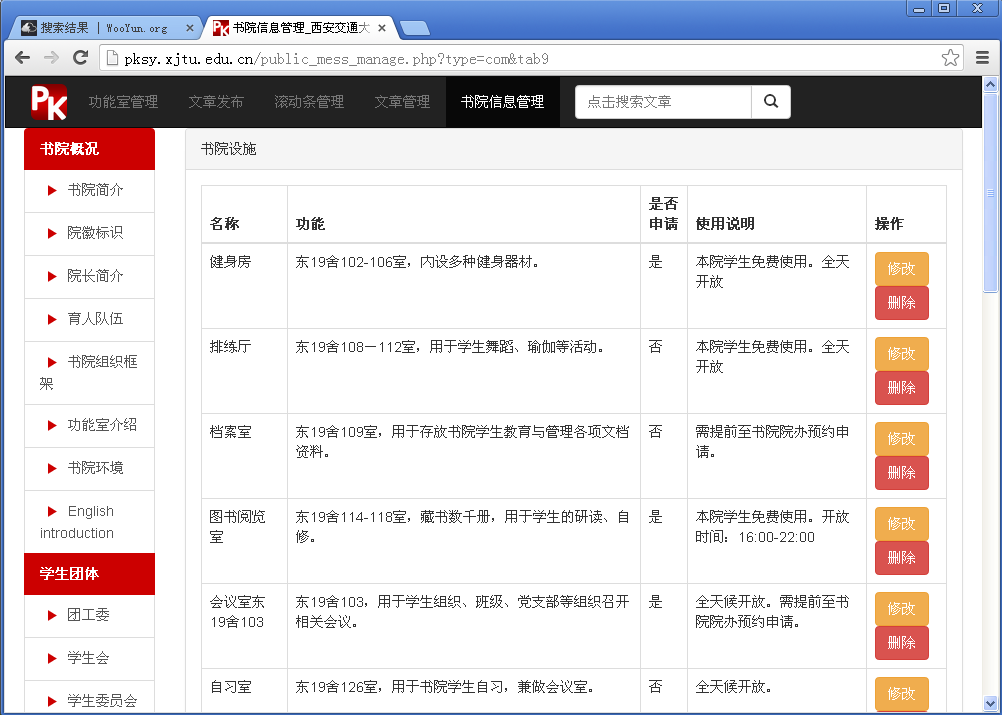 搜索结果 | WooYun.org
书院信息管理_西安交通大
pksy.xjtu.edu.cn/public_mess_manage.php?type=com&tab9
PK 功能室管理 文章发布 滚动条管理 文章管理 书院信息管理 点击搜索文章
书院概况
书院简介
院徽标识
院长简介
育人队伍
书院组织框
架
功能室介绍
书院环境
English
introduction
学生团体
团工委
学生会
学生委员会
书院设施
名称 功能 是否
申请 使用说明 操作
健身房 东19舍102-106室，内设多种健身器材。 是 本院学生免费使用。全天
开放
修改
删除
排练厅 东19舍108－112室，用于学生舞蹈、瑜伽等活动。 否 本院学生免费使用。全天
开放
修改
删除
档案室 东19舍109室，用于存放书院学生教育与管理各项文档
资料。
否 需提前至书院院办预约申
请。
修改
删除
图书阅览
室
东19舍114-118室，藏书数千册，用于学生的研读、自
修。
是 本院学生免费使用。开放
时间：16:00-22:00
修改
删除
会议室东
19舍103
东19舍103，用于学生组织、班级、党支部等组织召开
相关会议。
是 全天候开放。需提前至书
院院办预约申请。
修改
删除
自习室 东19舍126室，用于书院学生自习，兼做会议室。 否 全天候开放。
修改